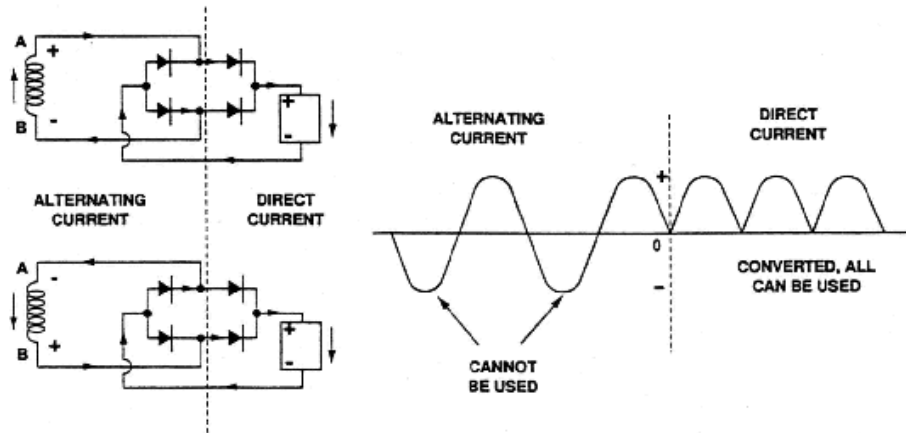 A
+
-
B
+
-
ALTERNATING
CURRENT
DIRECT
CURRENT
A
-
+
B
+
-
ALTERNATING
CURRENT
DIRECT
CURRENT
+
0
-
CONVERTED, ALL
CAN BE USED
CANNOT
BE USED